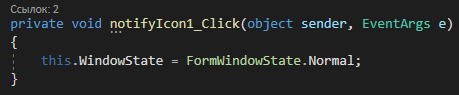 Ссылок: 2
private void notifyIcon1_Click(object sender, EventArgs e)
{
    this.WindowState = FormWindowState.Normal;
}